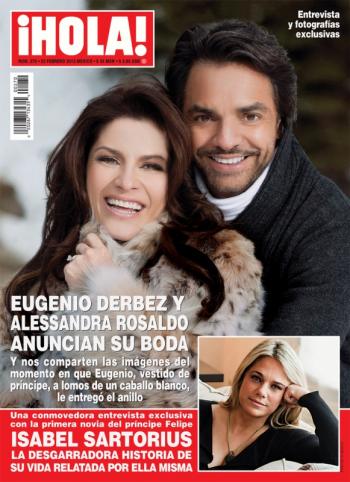 Entrevista
y fotografías
exclusivas
¡HOLA!
EUGENIO DERBEZ Y
ALESSANDRA ROSALDO
ANUNCIAN SU BODA
Y nos comparten las imágenes del
momento en que Eugenio, vestido de
príncipe, a lomos de un caballo blanco,
le entregó el anillo
Una conmovedora entrevista exclusiva
con la primera novia del príncipe Felipe
ISABEL SARTORIUS
LA DESGARRADORA HISTORIA DE
SU VIDA RELATADA POR ELLA MISMA